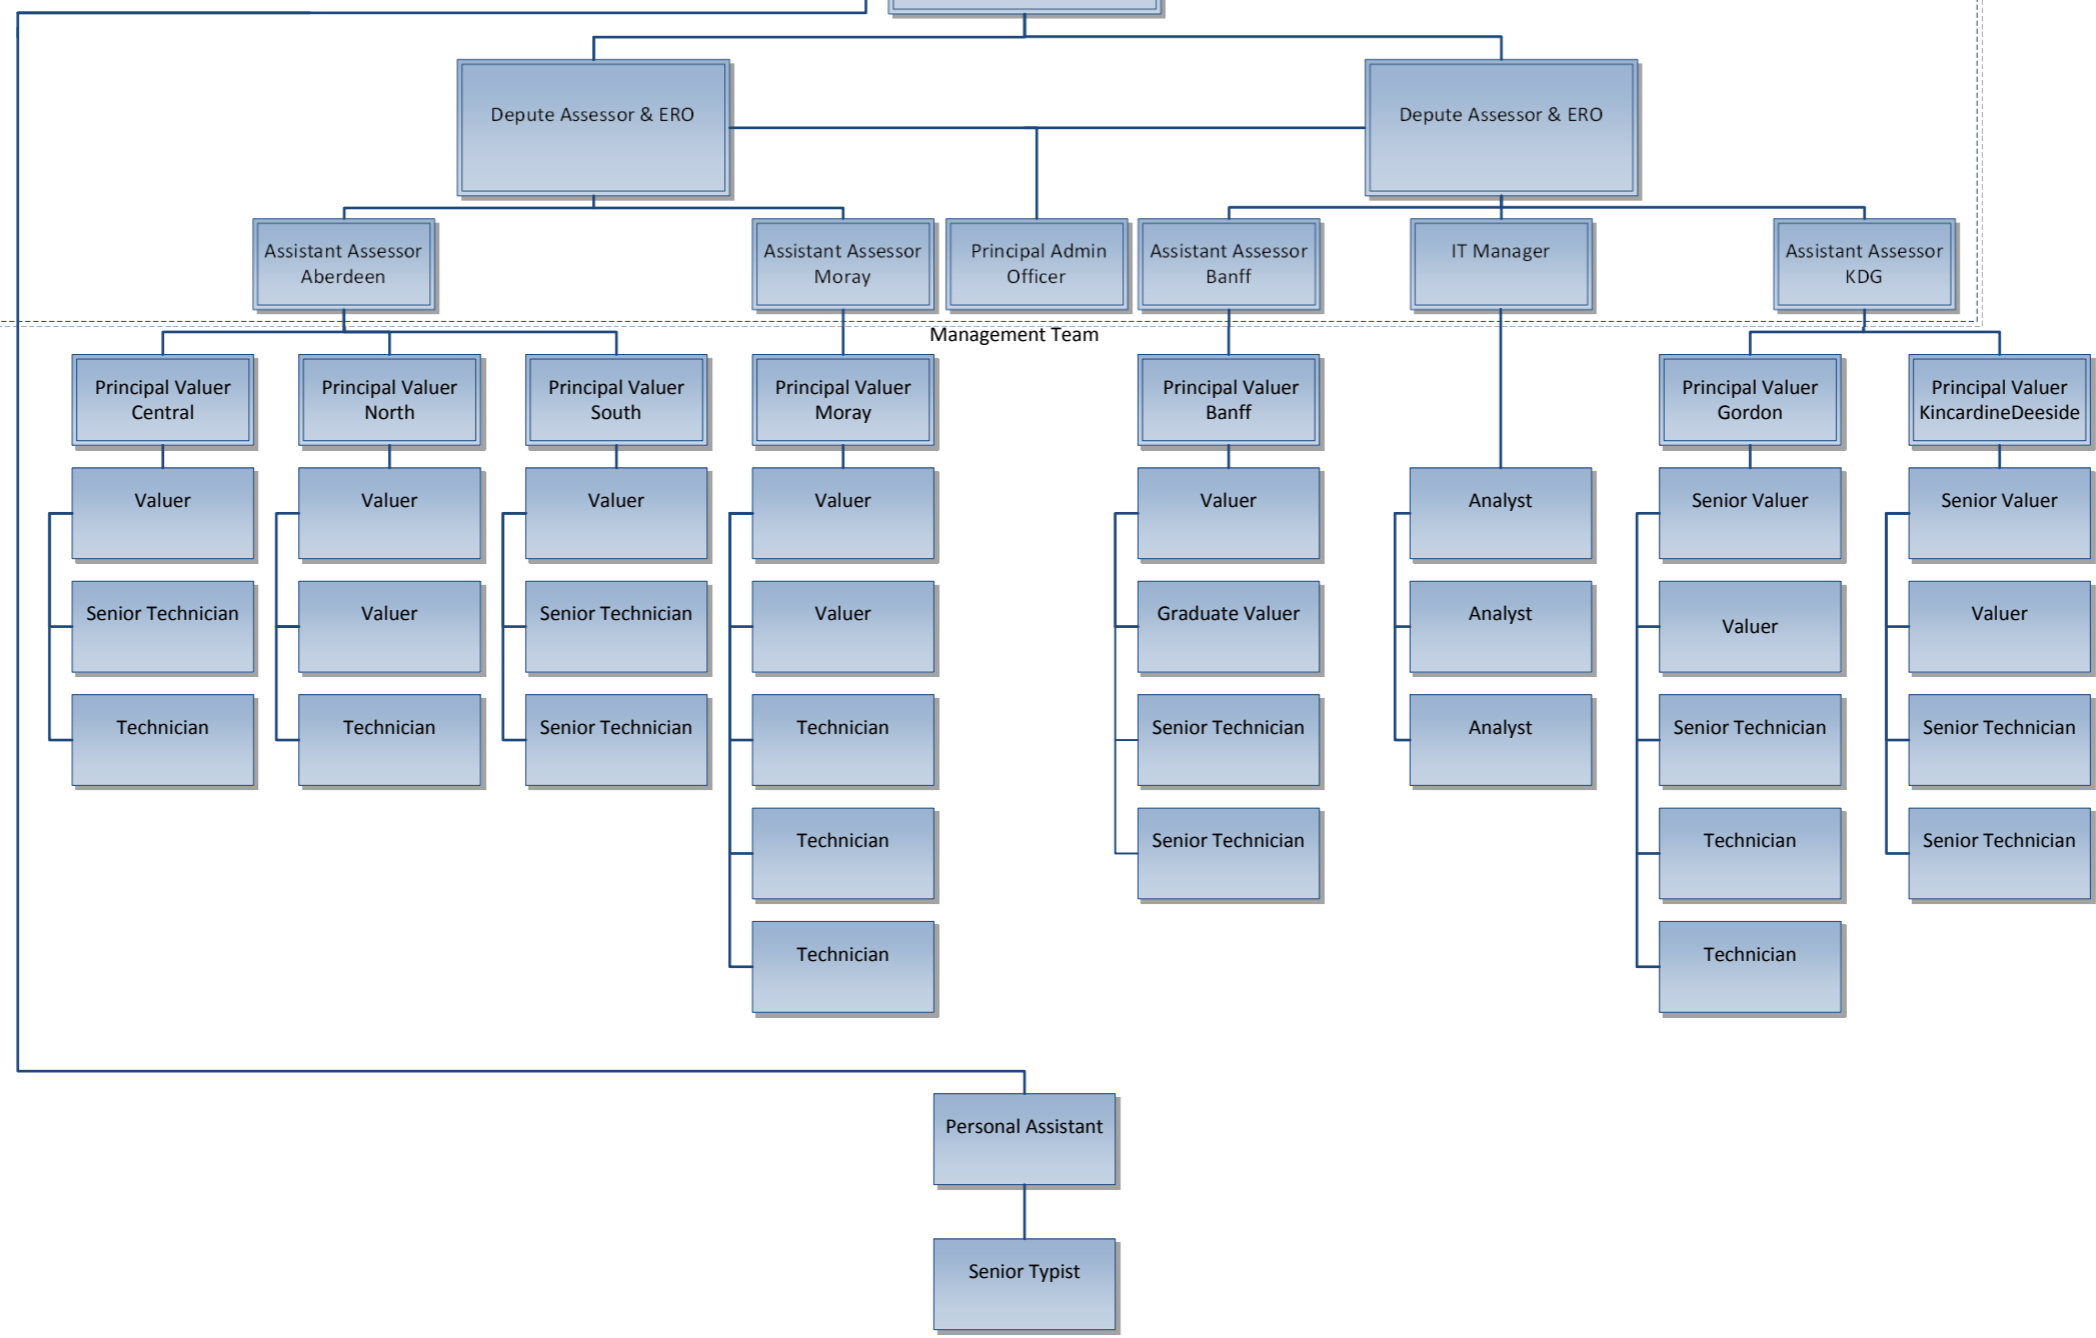 Depute Assessor & ERO
Depute Assessor & ERO
Assistant Assessor
Aberdeen
Assistant Assessor
Moray
Principal Admin
Officer
Assistant Assessor
Banff
IT Manager
Assistant Assessor
KDG
Management Team
Principal Valuer
Central
Principal Valuer
North
Principal Valuer
South
Principal Valuer
Moray
Principal Valuer
Banff
Principal Valuer
Gordon
Principal Valuer
KincardineDeeside
Valuer
Valuer
Valuer
Valuer
Valuer
Analyst
Senior Valuer
Senior Valuer
Senior Technician
Valuer
Senior Technician
Valuer
Graduate Valuer
Analyst
Valuer
Valuer
Technician
Technician
Senior Technician
Technician
Senior Technician
Analyst
Senior Technician
Senior Technician
Technician
Senior Technician
Technician
Senior Technician
Technician
Technician
Personal Assistant
Senior Typist